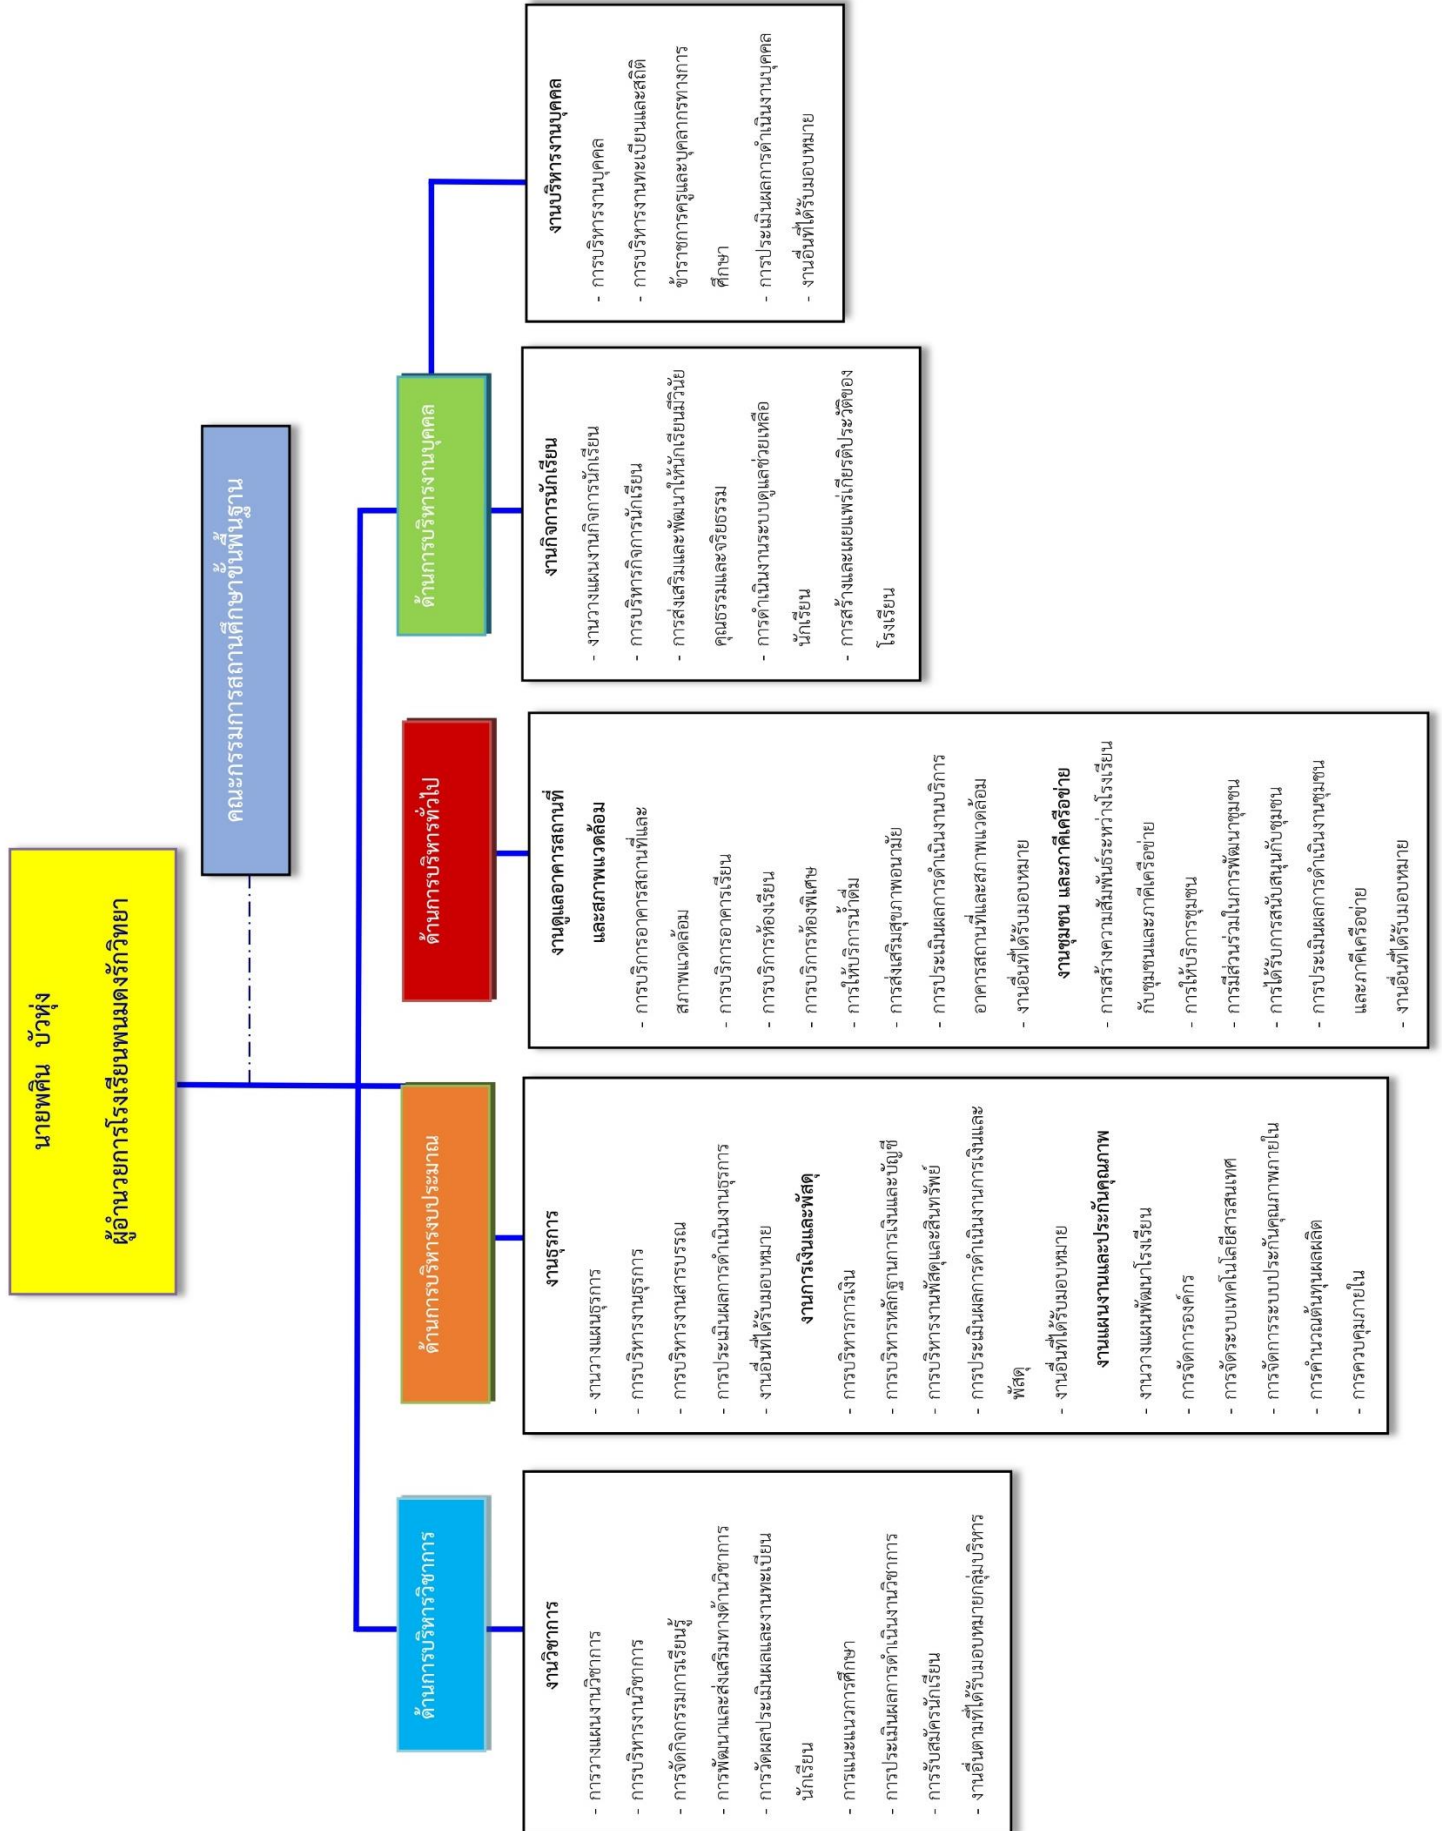 นายพศิน บัวหุ่ง
ผู้อำนวยการโรงเรียนพนมดงรักวิทยา
คณะกรรมการสถานศึกษาขั้นพื้นฐาน
ด้านการบริหารวิชาการ
งานวิชาการ
- การวางแผนงานวิชาการ
- การบริหารงานวิชาการ
- การจัดกิจกรรมการเรียนรู้
- การพัฒนาและส่งเสริมทางด้านวิชาการ
- การวัดผลประเมินผลและงานทะเบียน
นักเรียน
- การแนะแนวการศึกษา
- การประเมินผลการดำเนินงานวิชาการ
- การรับสมัครนักเรียน
- งานอื่นตามที่ได้รับมอบหมายกลุ่มบริหาร
ด้านการบริหารงบประมาณ
งานธุรการ
- งานวางแผนธุรการ
- การบริหารงานธุรการ
- การบริหารงานสารบรรณ
- การประเมินผลการดำเนินงานธุรการ
- งานอื่นที่ได้รับมอบหมาย
งานการเงินและพัสดุ
- การบริหารการเงิน
- การบริหารหลักฐานการเงินและบัญชี
- การบริหารงานพัสดุและสินทรัพย์
- การประเมินผลการดำเนินงานการเงินและ
พัสดุ
- งานอื่นที่ได้รับมอบหมาย
งานแผนงานและประกันคุณภาพ
- งานวางแผนพัฒนาโรงเรียน
- การจัดการองค์กร
- การจัดระบบเทคโนโลยีสารสนเทศ
- การจัดการระบบประกันคุณภาพภายใน
- การคำนวณต้นทุนผลผลิต
- การควบคุมภายใน
ด้านการบริหารทั่วไป
งานดูแลอาคารสถานที่
และสภาพแวดล้อม
- การบริการอาคารสถานที่และ
สภาพแวดล้อม
- การบริการอาคารเรียน
- การบริการห้องเรียน
- การบริการห้องพิเศษ
- การให้บริการน้ำดื่ม
- การส่งเสริมสุขภาพอนามัย
- การประเมินผลการดำเนินงานบริการ
อาคารสถานที่และสภาพแวดล้อม
- งานอื่นที่ได้รับมอบหมาย
งานชุมชน และภาคีเครือข่าย
- การสร้างความสัมพันธ์ระหว่างโรงเรียน
กับชุมชนและภาคีเครือข่าย
- การให้บริการชุมชน
- การมีส่วนร่วมในการพัฒนาชุมชน
- การได้รับการสนับสนุนกับชุมชน
- การประเมินผลการดำเนินงานชุมชน
และภาคีเครือข่าย
- งานอื่นที่ได้รับมอบหมาย
ด้านการบริหารงานบุคคล
งานกิจการนักเรียน
- งานวางแผนงานกิจการนักเรียน
- การบริหารกิจการนักเรียน
- การส่งเสริมและพัฒนาให้นักเรียนมีวินัย
คุณธรรมและจริยธรรม
- การดำเนินงานระบบดูแลช่วยเหลือ
นักเรียน
- การสร้างและเผยแพร่เกียรติประวัติของ
โรงเรียน
งานบริหารงานบุคคล
- การบริหารงานบุคคล
- การบริหารงานทะเบียนและสถิติ
ข้าราชการครูและบุคลากรทางการ
ศึกษา
- การประเมินผลการดำเนินงานบุคคล
- งานอื่นที่ได้รับมอบหมาย